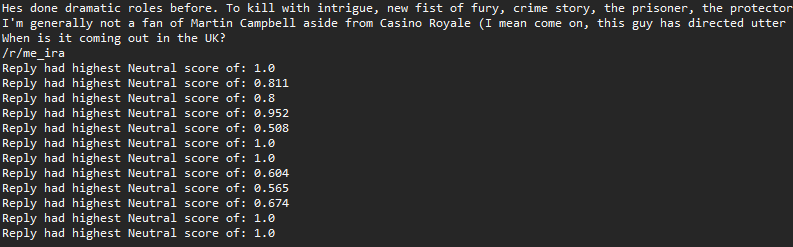 Hes done dramatic roles before. To kill with intrigue, new fist of fury, crime story, the prisoner, the protector
I'm generally not a fan of Martin Campbell aside from Casino Royale (I mean come on, this guy has directed utter
When is it coming out in the UK?
/r/me_ira
Reply had highest Neutral score of: 1.0
Reply had highest Neutral score of: 0.811
Reply had highest Neutral score of: 0.8
Reply had highest Neutral score of: 0.952
Reply had highest Neutral score of: 0.508
Reply had highest Neutral score of: 1.0
Reply had highest Neutral score of: 1.0
Reply had highest Neutral score of: 0.604
Reply had highest Neutral score of: 0.565
Reply had highest Neutral score of: 0.674
Reply had highest Neutral score of: 1.0
Reply had highest Neutral score of: 1.0